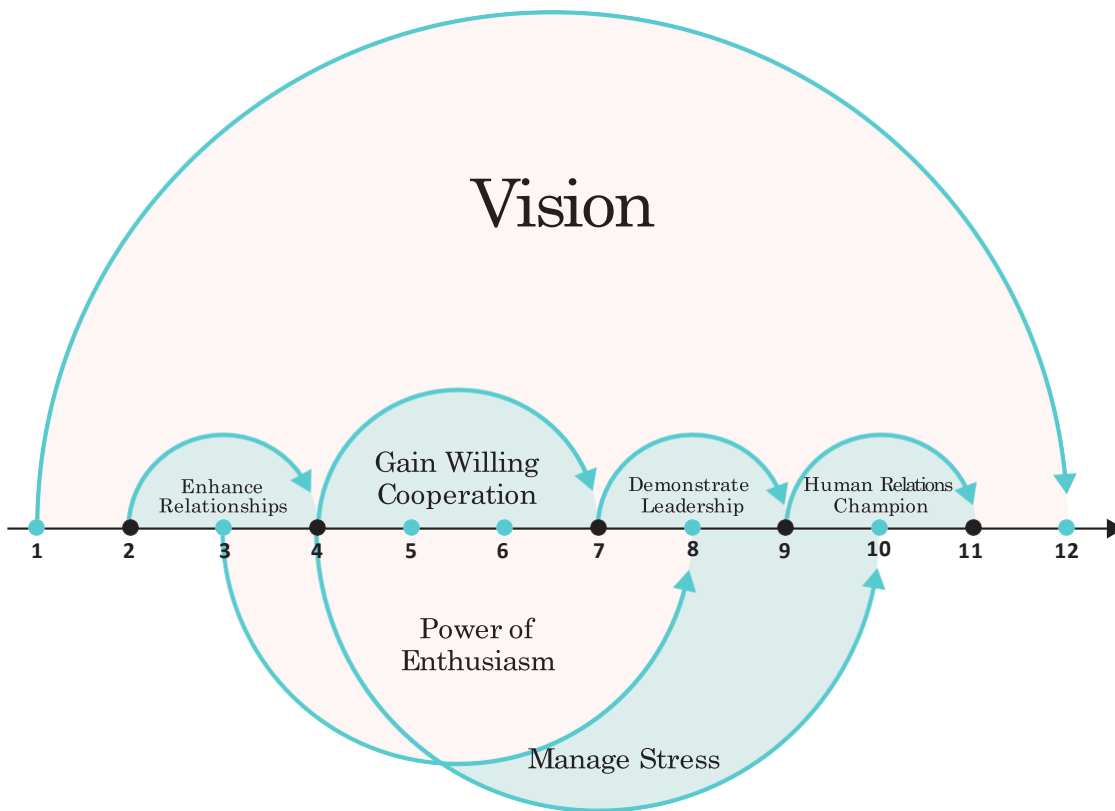 Vision
Gain Willing
Cooperation
Enhance
Relationships
Demonstrate
Leadership
Human Relations
Champion
1
2
3
4
5
6
7
8
9
10
11
12
Power of
Enthusiasm
Manage Stress